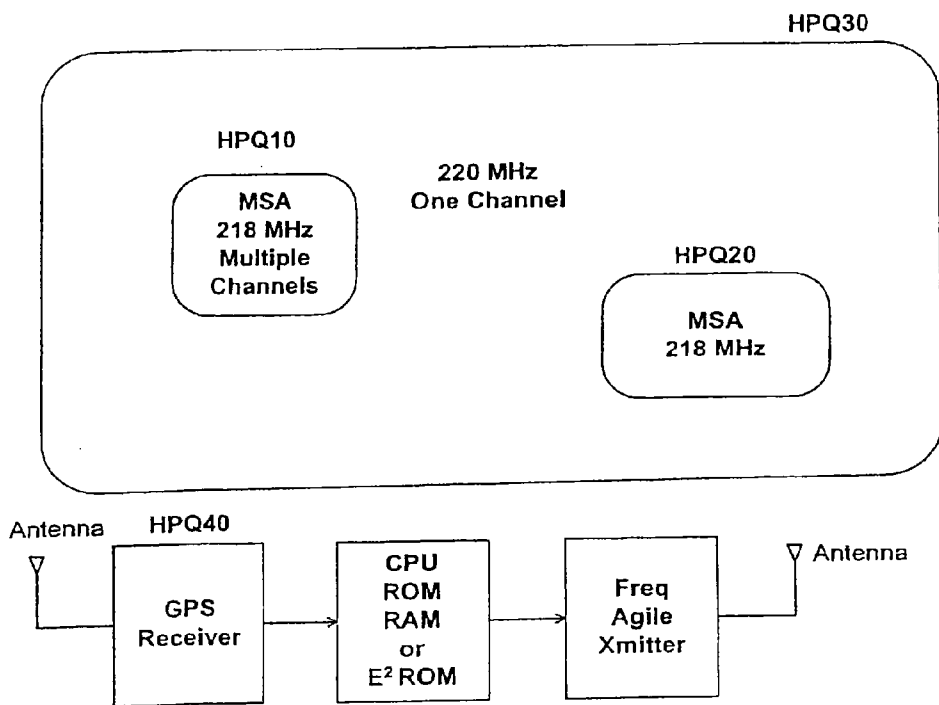 HPQ30
HPQ10
MSA
218 MHz
Multiple
Channels
220 MHz
One Channel
HPQ20
MSA
218 MHz
Antenna
HPQ40
GPS
Receiver
CPU
ROM
RAM
or
E² ROM
Freq
Agile
Xmitter
Antenna